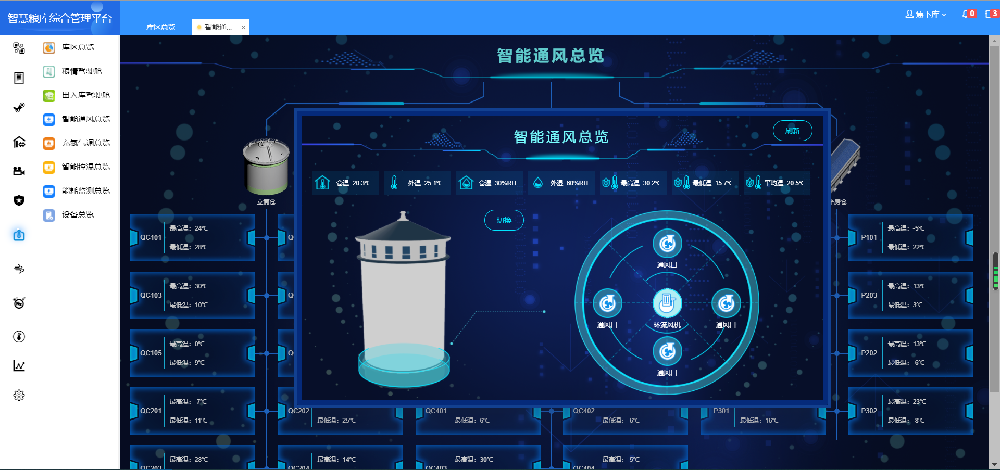 智慧粮库综合管理平台
库区总览
智能通...
焦下库
0
3
库区总览
粮情驾驶舱
出入库驾驶舱
智能通风总览
充氮气调总览
智能控温总览
能耗监测总览
设备总览
智能通风总览
立筒仓
平房仓
智能通风总览
刷新
仓温: 20.3℃
外温: 25.1℃
仓湿: 30%RH
外湿: 60%RH
最高温: 30.2℃
最低温: 15.7℃
平均温: 20.5℃
切换
通风口
通风口
环流风机
通风口
通风口
QC101
最高温：24℃
最低温：28℃
P101
最高温：-5℃
最低温：22℃
QC103
最高温：30℃
最低温：10℃
P203
最高温：13℃
最低温：3℃
QC105
最高温：0℃
最低温：9℃
P202
最高温：13℃
最低温：-6℃
QC201
最高温：-7℃
最低温：11℃
QC202
最低温：25℃
QC401
最低温：6℃
QC402
最低温：-6℃
P301
最低温：16℃
P302
最高温：23℃
最低温：-8℃
QC203
最高温：28℃
QC204
最高温：14℃
QC403
最高温：30℃
QC404
最高温：-5℃